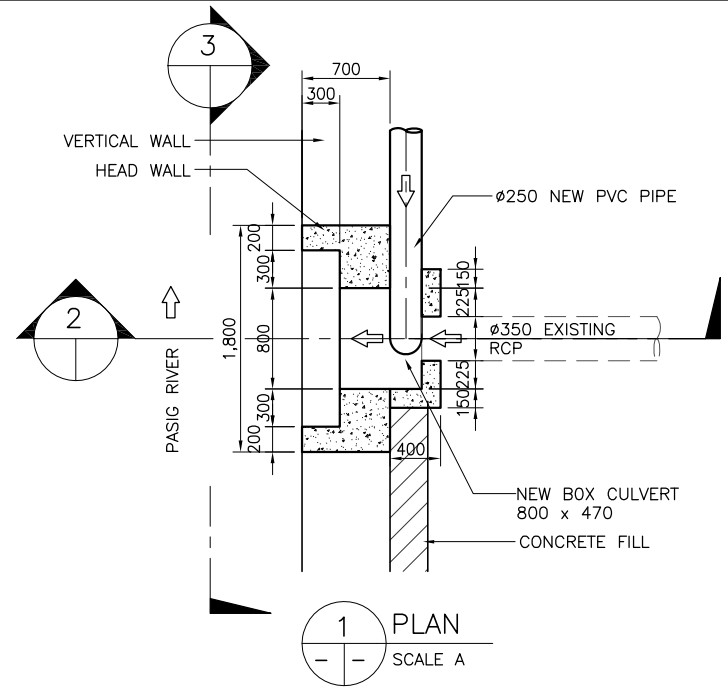 3
700
300
VERTICAL WALL
HEAD WALL
ø250 NEW PVC PIPE
200
300
800
300
200
1,800
150
225
225
150
2
PASIG RIVER
ø350 EXISTING
RCP
400
NEW BOX CULVERT
800 x 470
CONCRETE FILL
1
PLAN
– –
SCALE A